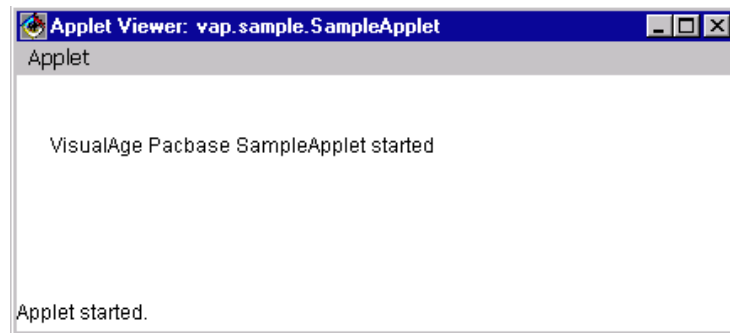 Applet Viewer: vap.sample.SampleApplet
Applet
VisualAge Pacbase SampleApplet started
Applet started.